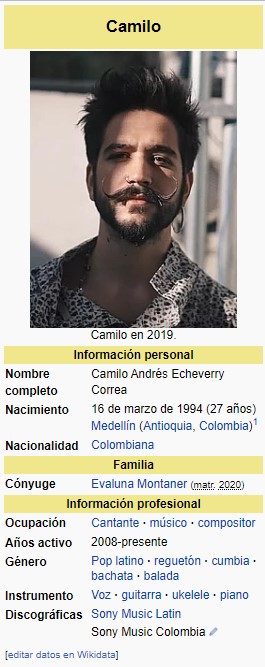 Camilo
Camilo en 2019.
Información personal
Nombre completo Camilo Andrés Echeverry Correa
Nacimiento 16 de marzo de 1994 (27 años)
Medellín (Antioquia, Colombia)1
Nacionalidad Colombiana
Familia
Cónyuge Evaluna Montaner (matr. 2020)
Información profesional
Ocupación Cantante · músico · compositor
Años activo 2008-presente
Género Pop latino · reguetón · cumbia ·
bachata · balada
Instrumento Voz · guitarra · ukelele · piano
Discográficas Sony Music Latin
Sony Music Colombia
[editar datos en Wikidata]